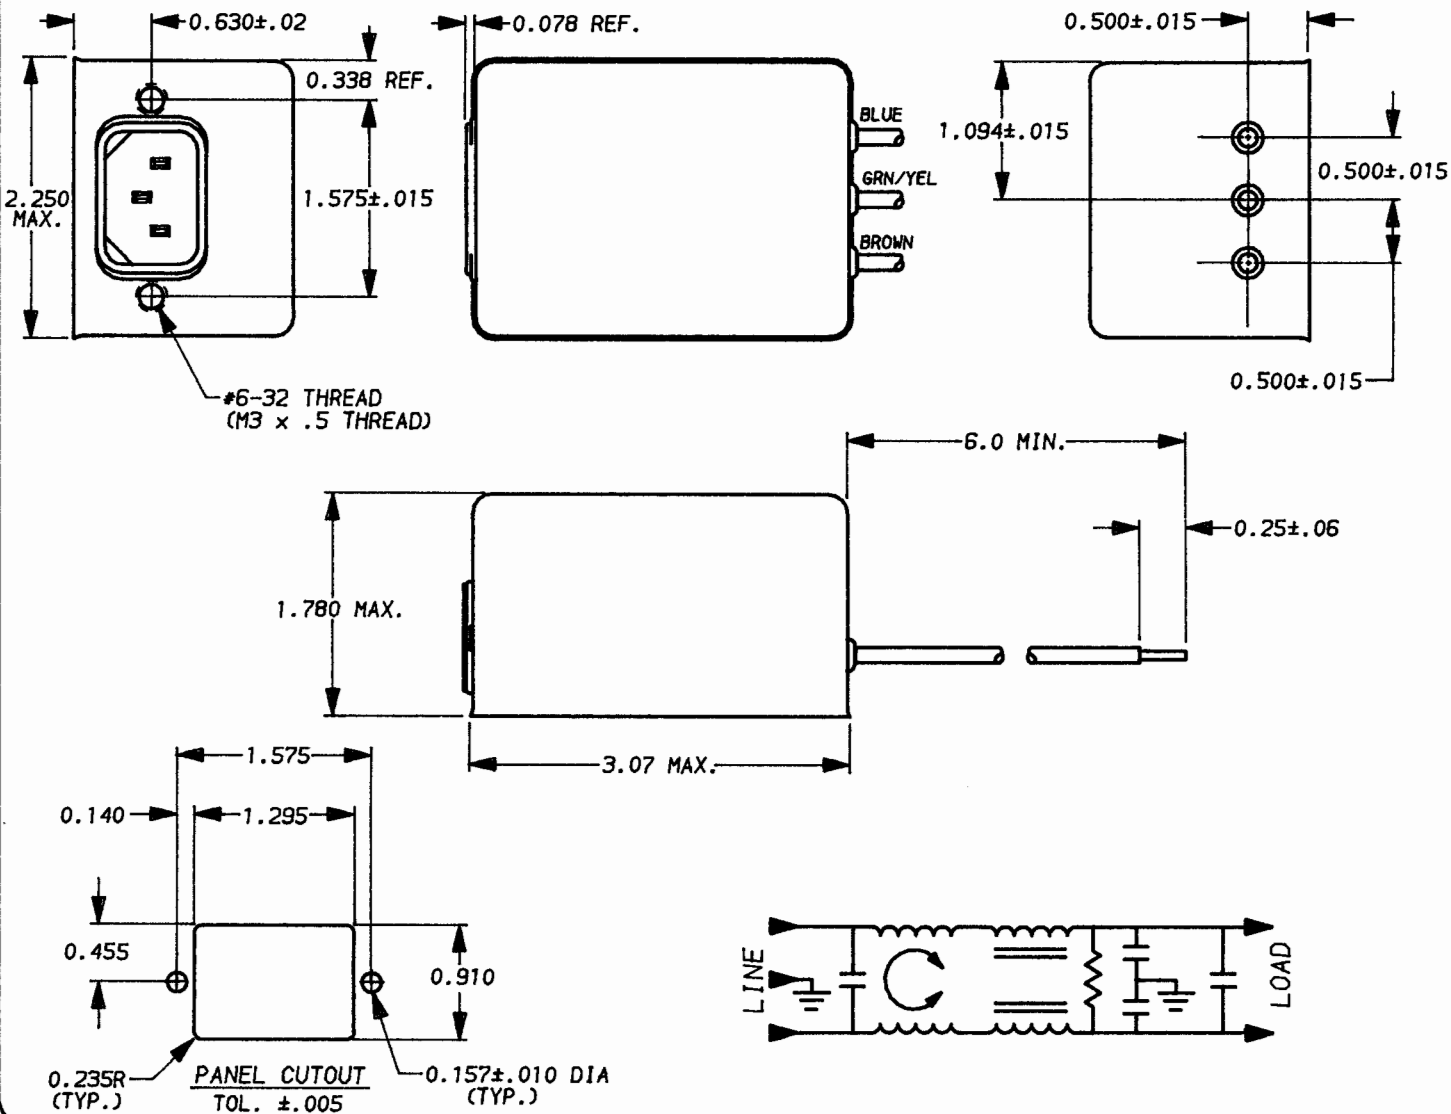 0.630±.02
0.078 REF.
0.500±.015
0.338 REF.
2.250
MAX.
1.575±.015
BLUE
GRN/YEL
BROWN
1.094±.015
0.500±.015
0.500±.015
#6-32 THREAD
(M3 x .5 THREAD)
6.0 MIN.
0.25±.06
1.780 MAX.
3.07 MAX.
1.575
0.140
1.295
0.455
0.910
0.235R
(TYP.)
PANEL CUTOUT
TOL. ±.005
0.157±.010 DIA
(TYP.)
LINE
LOAD